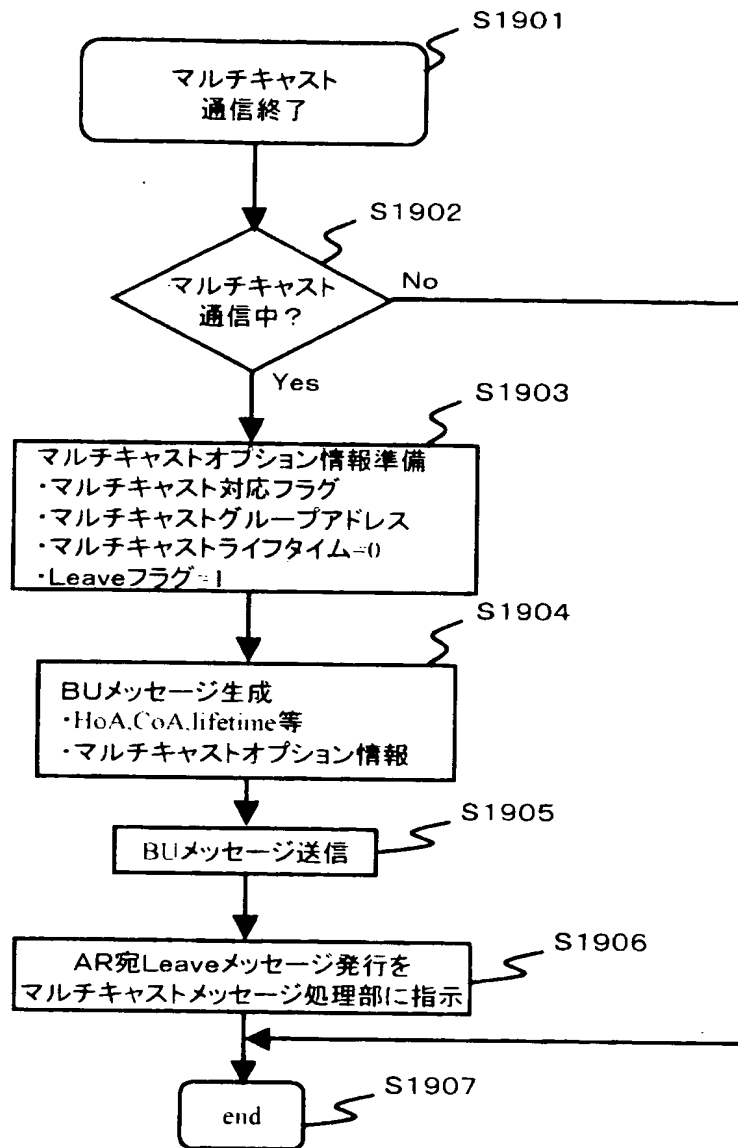 S1901
マルチキャスト
通信終了
S1902
マルチキャスト
通信中?
No
Yes
S1903
マルチキャストオプション情報準備
・マルチキャスト対応フラグ
・マルチキャストグループアドレス
・マルチキャストライフタイム=0
・Leaveフラグ=1
S1904
BUメッセージ生成
・HoA,CoA,lifetime等
・マルチキャストオプション情報
S1905
BUメッセージ送信
S1906
AR宛Leaveメッセージ発行を
マルチキャストメッセージ処理部に指示
S1907
end